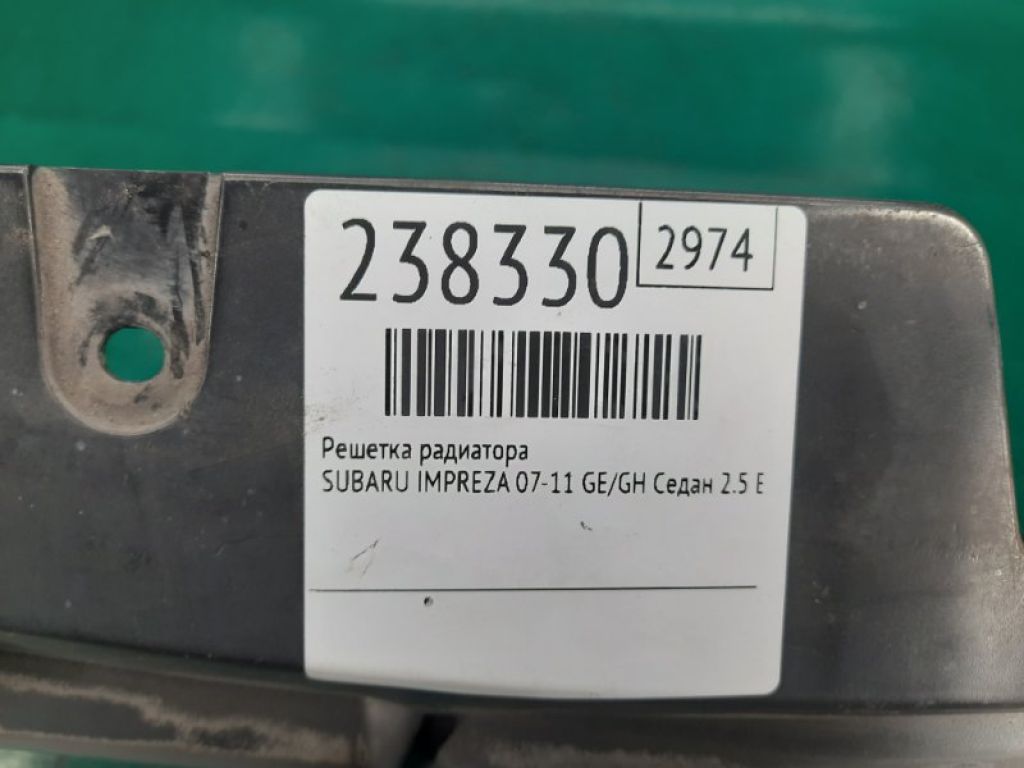 238330
2974
Решетка радиатора
SUBARU IMPREZA 07-11 GE/GH Седан 2.5 E